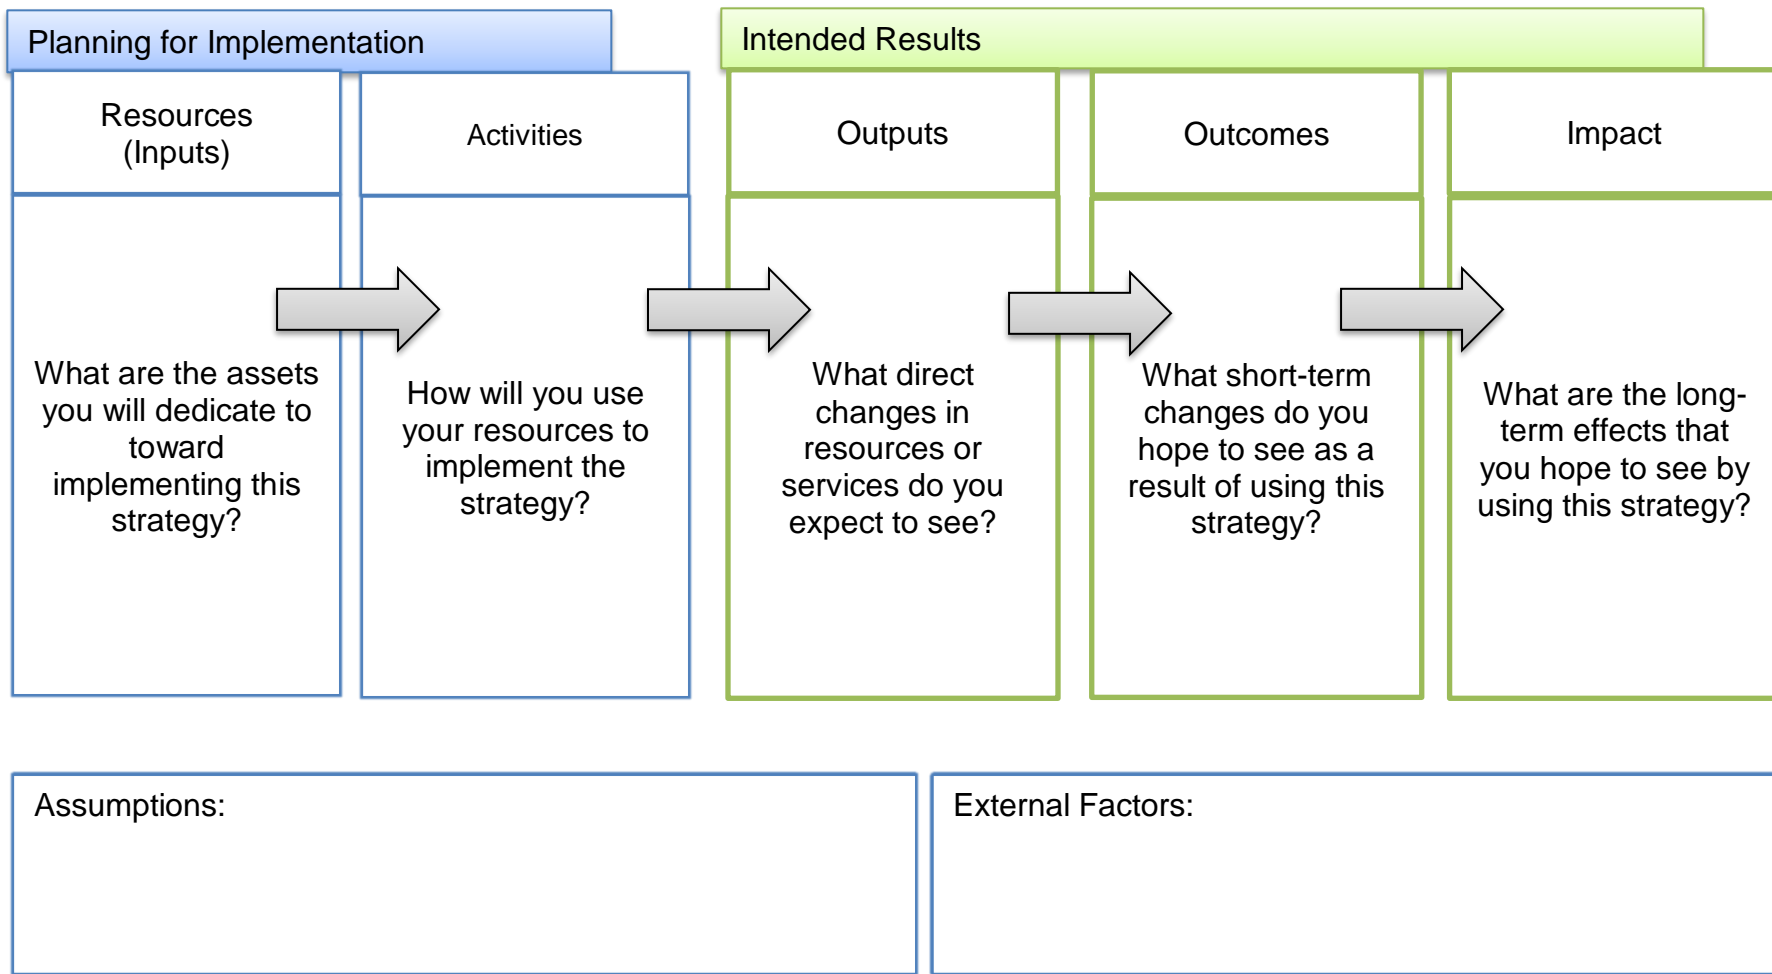 Planning for Implementation
Intended Results
Resources
(Inputs)
Activities
Outputs
Outcomes
Impact
What are the assets
you will dedicate to
toward
implementing this
strategy?
How will you use
your resources to
implement the
strategy?
What direct
changes in
resources or
services do you
expect to see?
What short-term
changes do you
hope to see as a
result of using this
strategy?
What are the long-
term effects that
you hope to see by
using this strategy?
Assumptions:
External Factors: